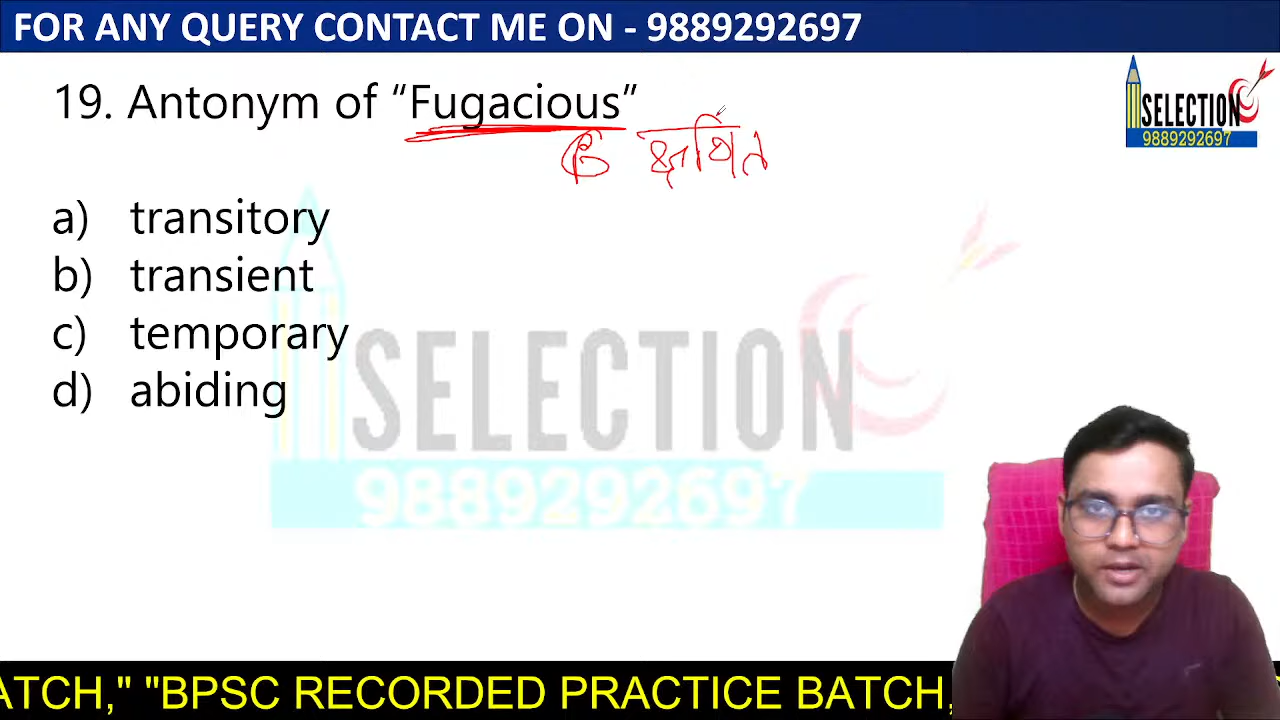 FOR ANY QUERY CONTACT ME ON - 9889292697
SELECTION
9889292697
19. Antonym of “Fugacious”
a) transitory
b) transient
c) temporary
d) abiding
SELECTION
9889292697
ATCH," "BPSC RECORDED PRACTICE BATCH,